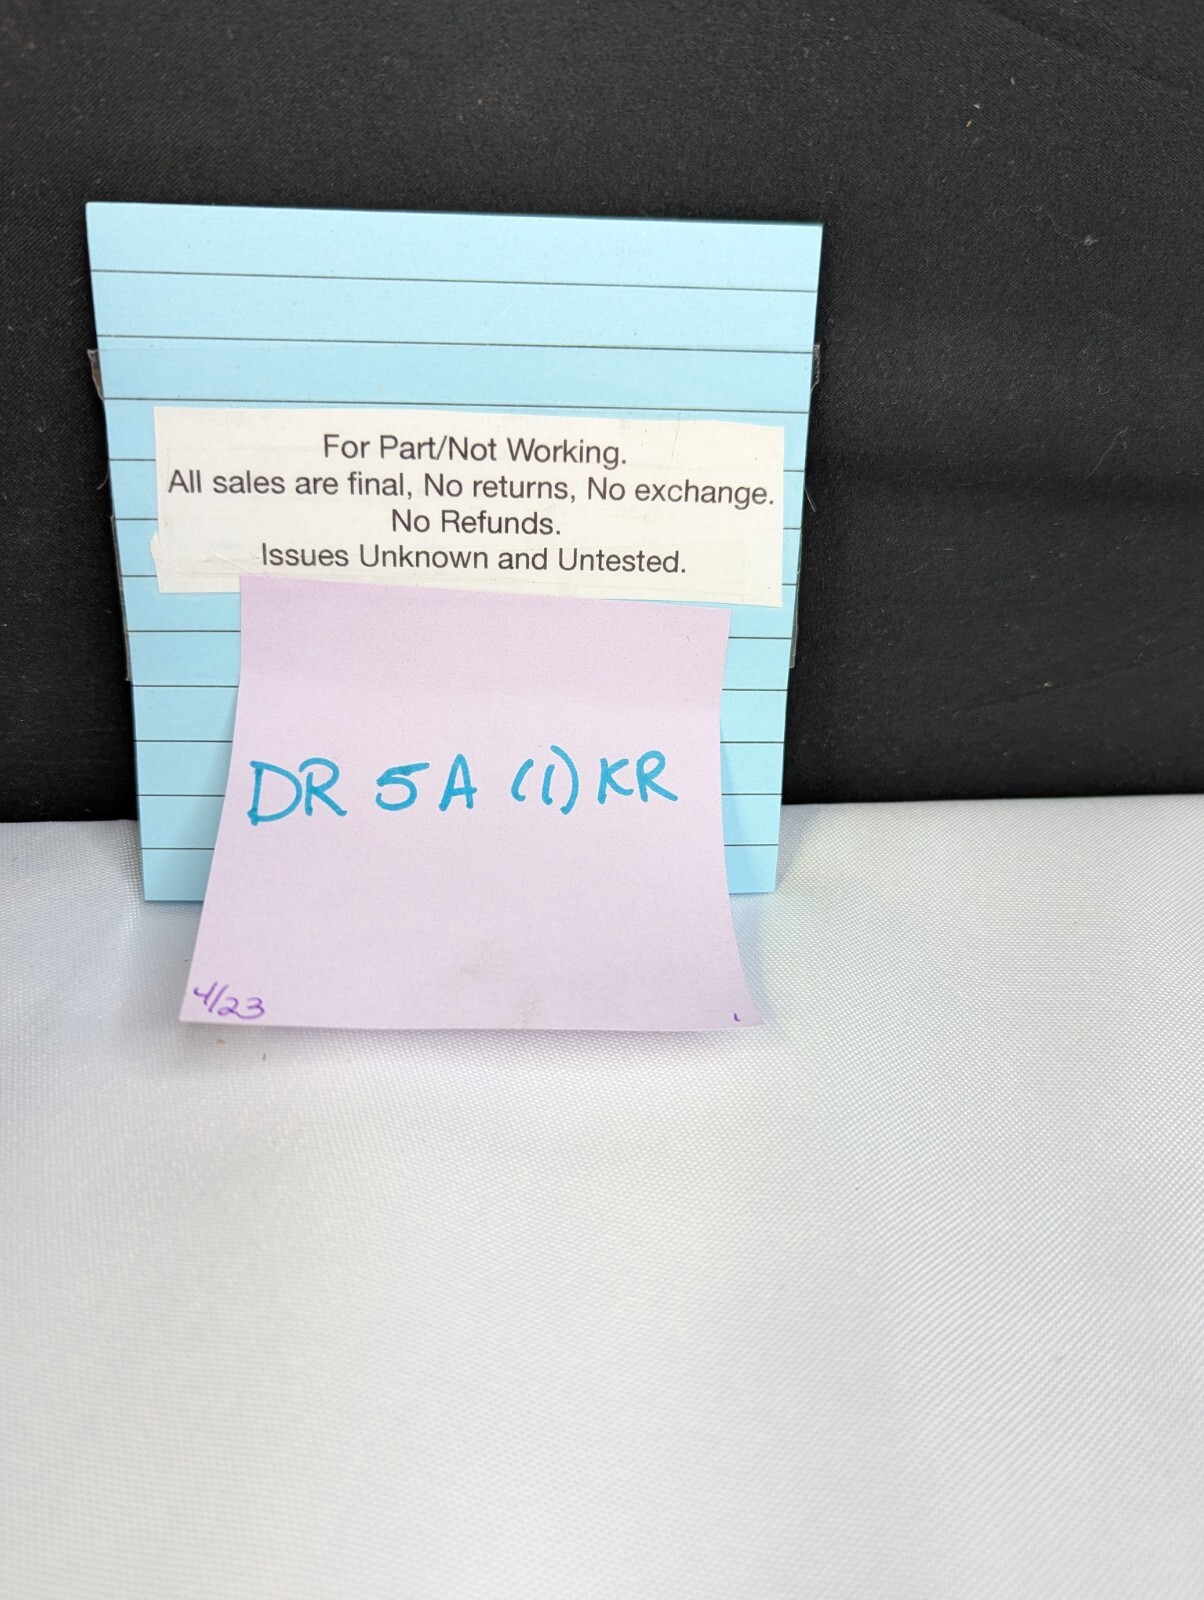 For Part/Not Working.
All sales are final, No returns, No exchange.
No Refunds.
Issues Unknown and Untested.
DR 5A (1) KR
4/23